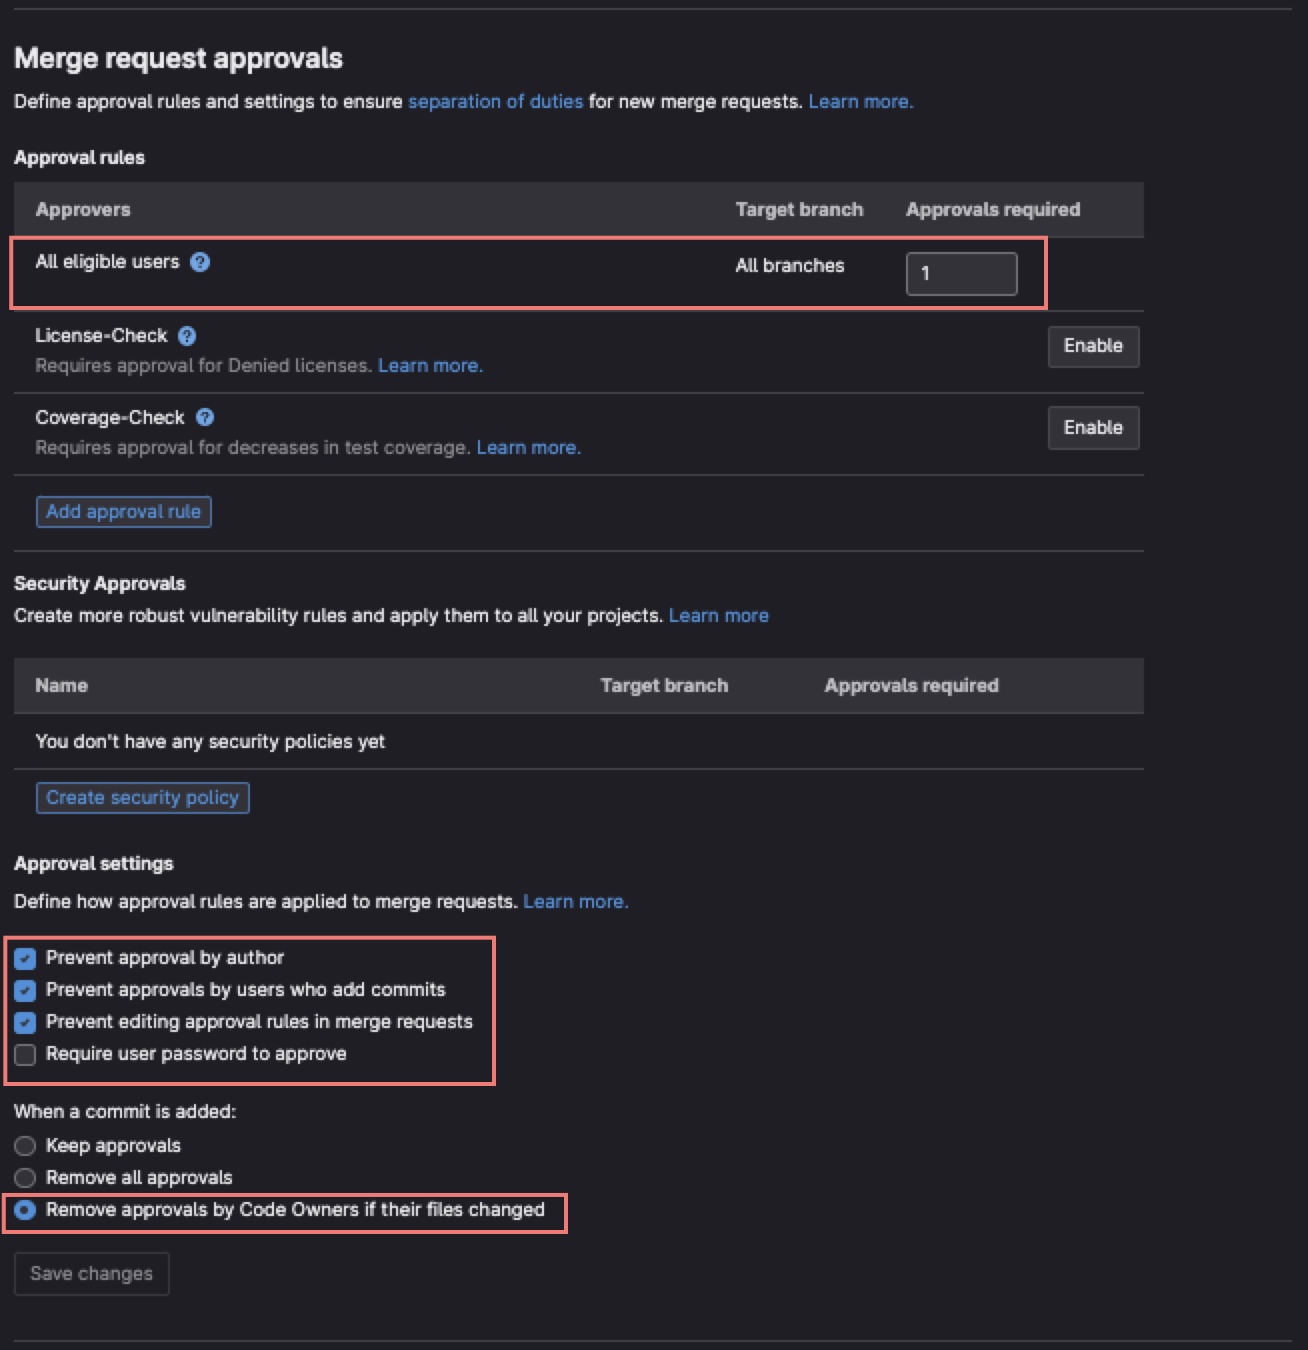 Merge request approvals
Define approval rules and settings to ensure separation of duties for new merge requests. Learn more.
Approval rules
Approvers Target branch Approvals required
All eligible users ? All branches 1
License-Check ?
Requires approval for Denied licenses. Learn more.
Enable
Coverage-Check ?
Requires approval for decreases in test coverage. Learn more.
Enable
Add approval rule
Security Approvals
Create more robust vulnerability rules and apply them to all your projects. Learn more
Name Target branch Approvals required
You don't have any security policies yet
Create security policy
Approval settings
Define how approval rules are applied to merge requests. Learn more.
Prevent approval by author
Prevent approvals by users who add commits
Prevent editing approval rules in merge requests
Require user password to approve
When a commit is added:
Keep approvals
Remove all approvals
Remove approvals by Code Owners if their files changed
Save changes